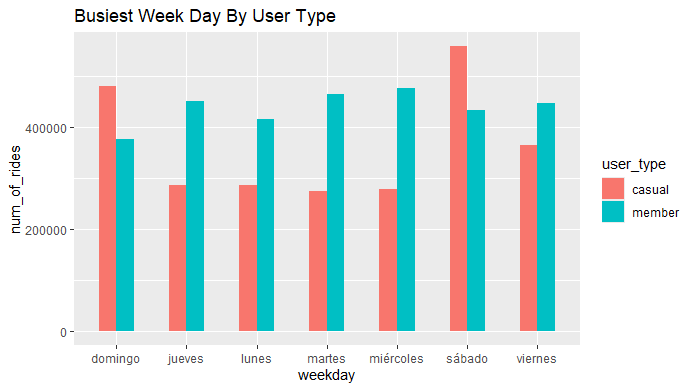 Busiest Week Day By User Type
num_of_rides
400000
200000
0
domingo jueves lunes martes miércoles sábado viernes
weekday
user_type
casual
member